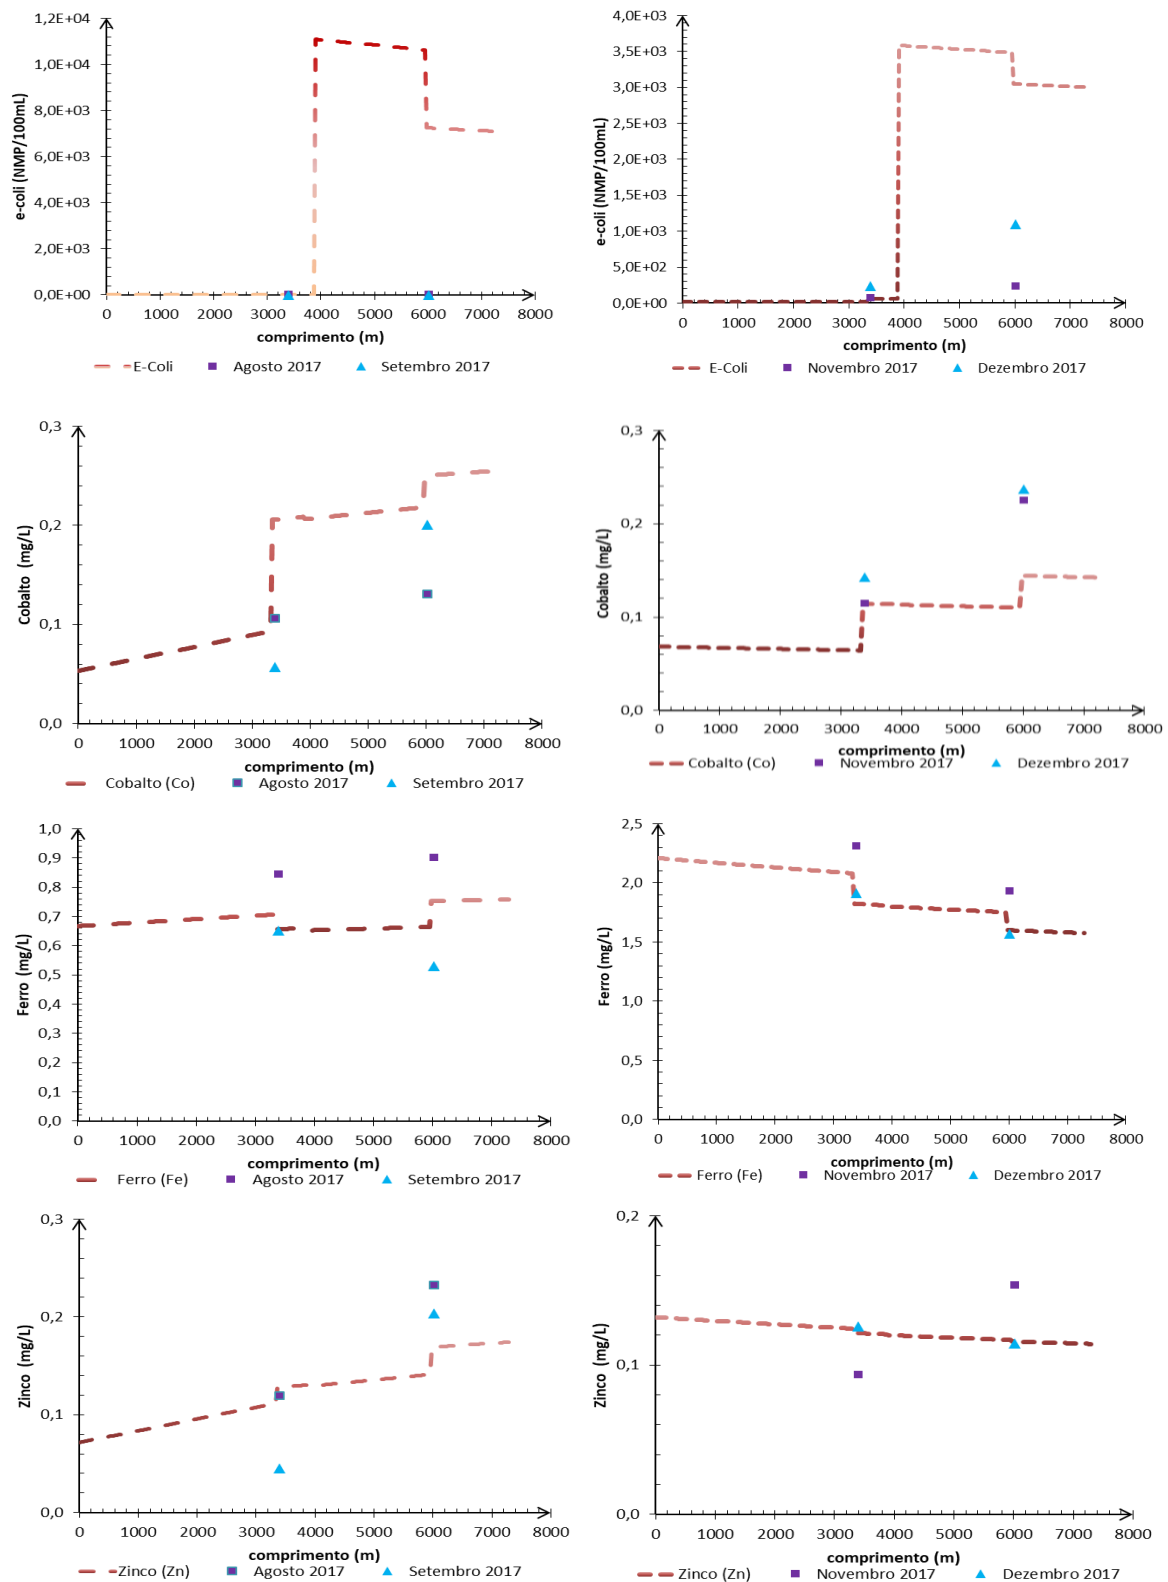 1,2E+04
1,0E+04
8,0E+03
6,0E+03
4,0E+03
2,0E+03
0,0E+00
e-coli (NMP/100mL)
0 1000 2000 3000 4000 5000 6000 7000 8000
comprimento (m)
E-Coli Agosto 2017 Setembro 2017
4,0E+03
3,5E+03
3,0E+03
2,5E+03
2,0E+03
1,5E+03
1,0E+03
5,0E+02
0,0E+00
e-coli (NMP/100mL)
0 1000 2000 3000 4000 5000 6000 7000 8000
comprimento (m)
E-Coli Novembro 2017 Dezembro 2017
0,3
0,2
0,1
0,0
Cobalto (mg/L)
0 1000 2000 3000 4000 5000 6000 7000 8000
comprimento (m)
Cobalto (Co) Agosto 2017 Setembro 2017
0,3
0,2
0,1
0,0
Cobalto (mg/L)
0 1000 2000 3000 4000 5000 6000 7000 8000
comprimento (m)
Cobalto (Co) Novembro 2017 Dezembro 2017
1,0
0,9
0,8
0,7
0,6
0,5
0,4
0,3
0,2
0,1
0,0
Ferro (mg/L)
0 1000 2000 3000 4000 5000 6000 7000 8000
comprimento (m)
Ferro (Fe) Agosto 2017 Setembro 2017
2,5
2,0
1,5
1,0
0,5
0,0
Ferro (mg/L)
0 1000 2000 3000 4000 5000 6000 7000 8000
comprimento (m)
Ferro (Fe) Novembro 2017 Dezembro 2017
0,3
0,2
0,1
0,0
Zinco (mg/L)
0 1000 2000 3000 4000 5000 6000 7000 8000
comprimento (m)
Zinco (Zn) Agosto 2017 Setembro 2017
0,2
0,1
0,0
Zinco (mg/L)
0 1000 2000 3000 4000 5000 6000 7000 8000
comprimento (m)
Zinco (Zn) Novembro 2017 Dezembro 2017